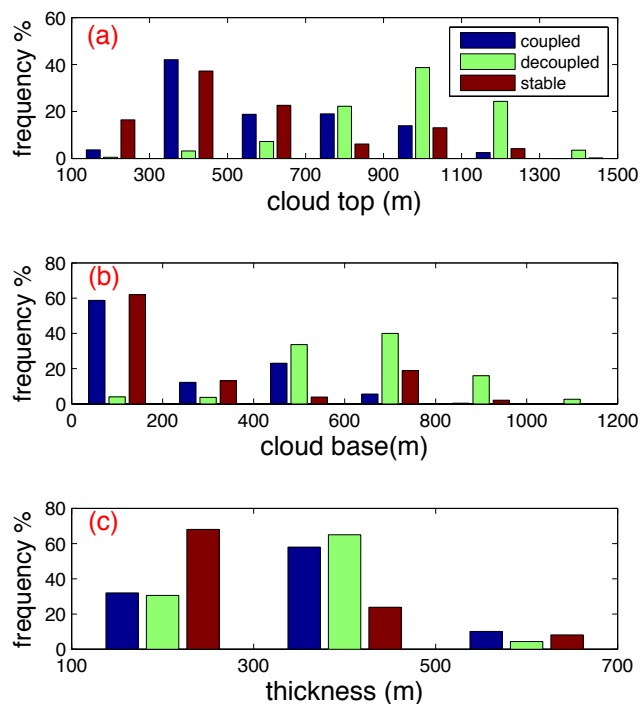 (a)
coupled
decoupled
stable
frequency %
60
40
20
0
100 300 500 700 900 1100 1300 1500
cloud top (m)
(b)
frequency %
80
60
40
20
0
0 200 400 600 800 1000 1200
cloud base(m)
(c)
frequency %
80
60
40
20
0
100 300 500 700
thickness (m)